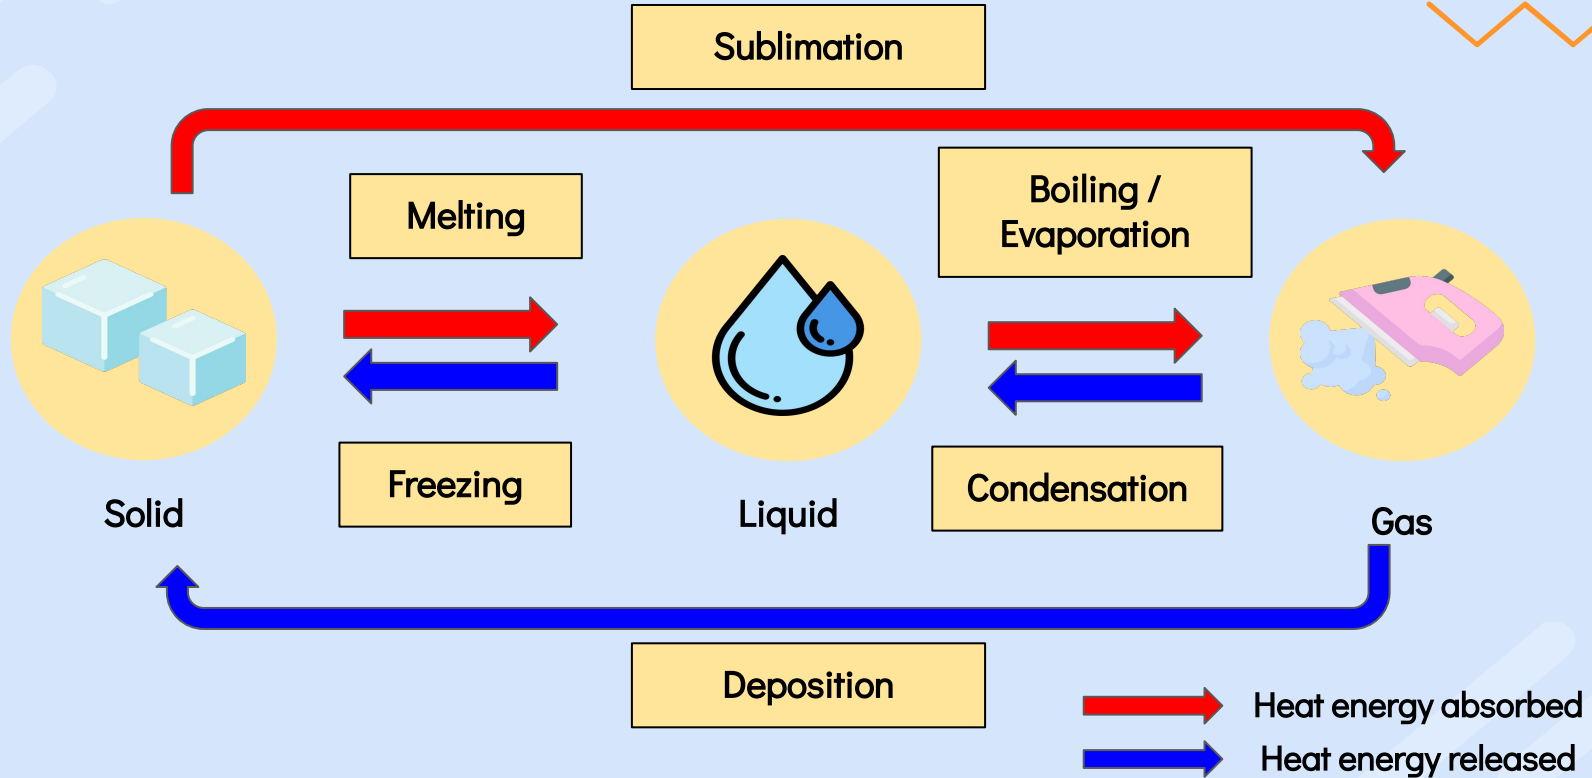 Sublimation
Melting
Boiling /
Evaporation
Freezing
Condensation
Solid
Liquid
Gas
Deposition
Heat energy absorbed
Heat energy released